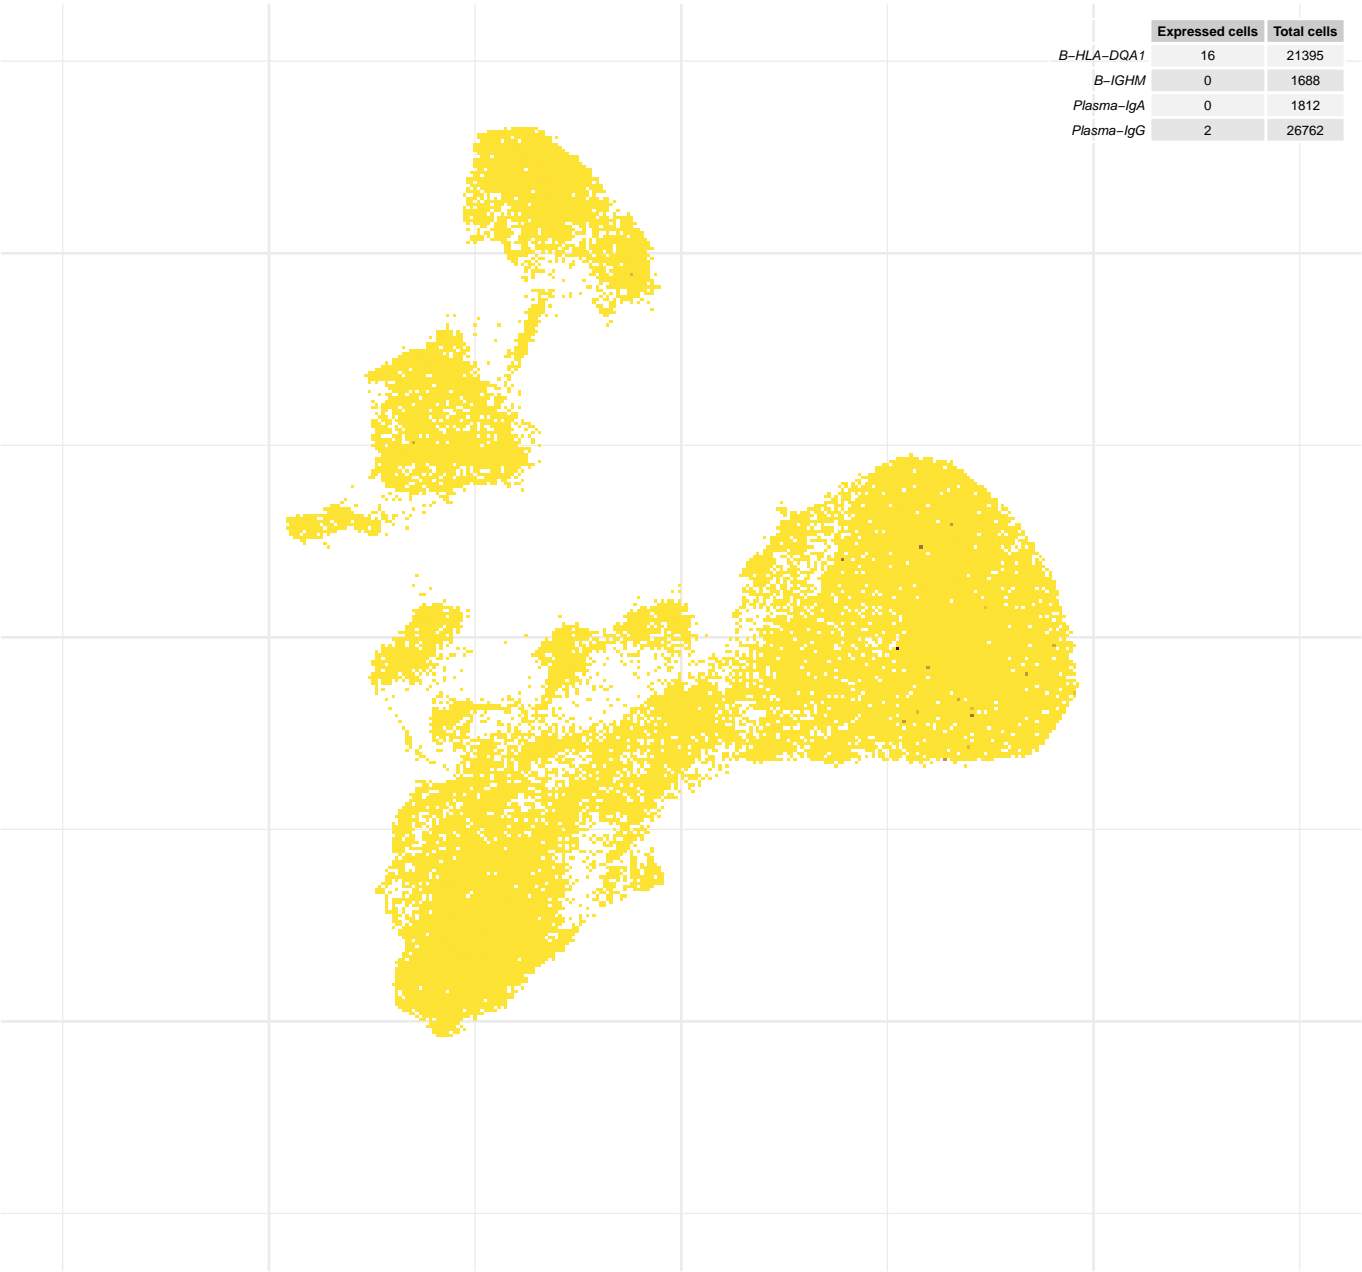 Expressed cells Total cells
B−HLA−DQA1 16 21395
B−IGHM 0 1688
Plasma−IgA 0 1812
Plasma−IgG 2 26762